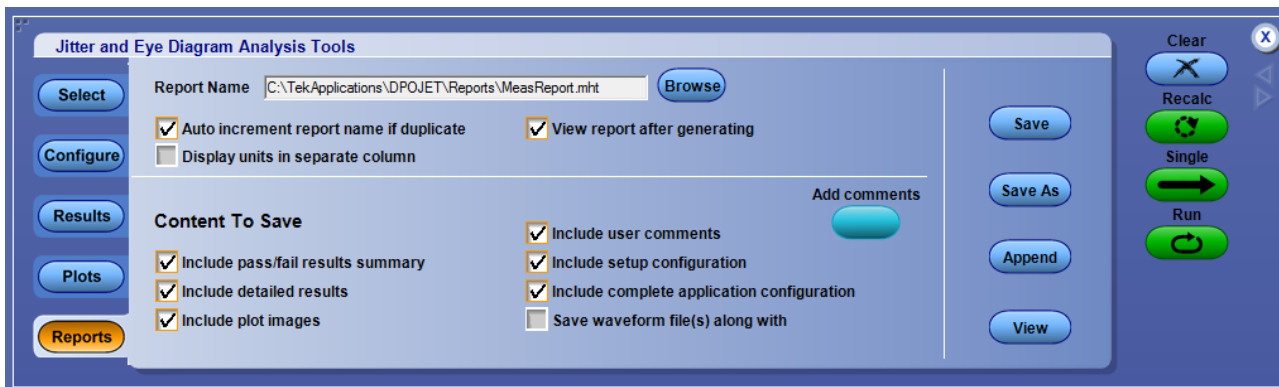 Jitter and Eye Diagram Analysis Tools
Select
Configure
Results
Plots
Reports
Report Name C:\TekApplications\DPOJET\Reports\MeasReport.mht Browse
Auto increment report name if duplicate
View report after generating
Display units in separate column
Content To Save
Add comments
Include user comments
Include pass/fail results summary
Include setup configuration
Include detailed results
Include complete application configuration
Include plot images
Save waveform file(s) along with
Save
Save As
Append
View
Clear
X
Recalc
Single
Run